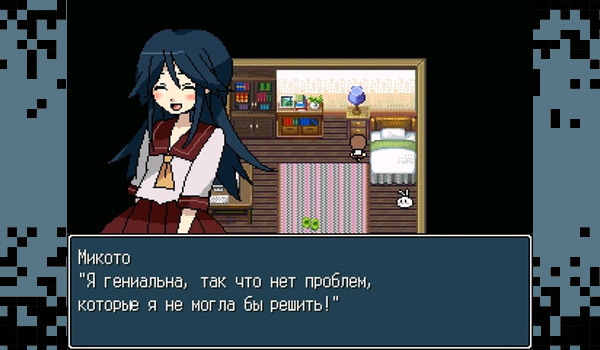 Микото
"Я гениальна, так что нет проблем,
которые я не могла бы решить!"